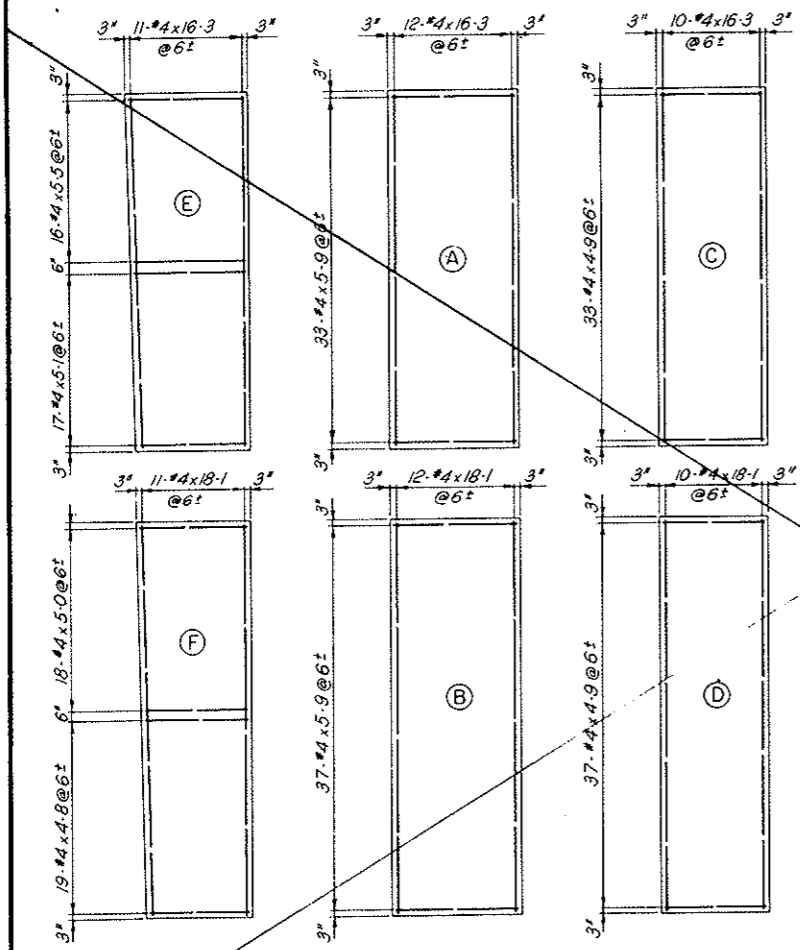 3" 11-#4x16-3 3"
@6±
3"
16-#4x5-5@6±
6"
17-#4x5-1@6±
3"
E
3" 12-#4x16-3 3"
@6±
3"
33-#4x5-9@6±
3"
A
3" 10-#4x16-3 3"
@6±
3"
33-#4x4-9@6±
3"
C
3" 11-#4x18-1 3"
@6±
18-#4x5-0@6±
6"
19-#4x4-8@6±
3"
F
3" 12-#4x18-1 3"
@6±
3"
37-#4x5-9@6±
3"
B
3" 10-#4x18-1 3"
@6±
3"
37-#4x4-9@6±
3"
D